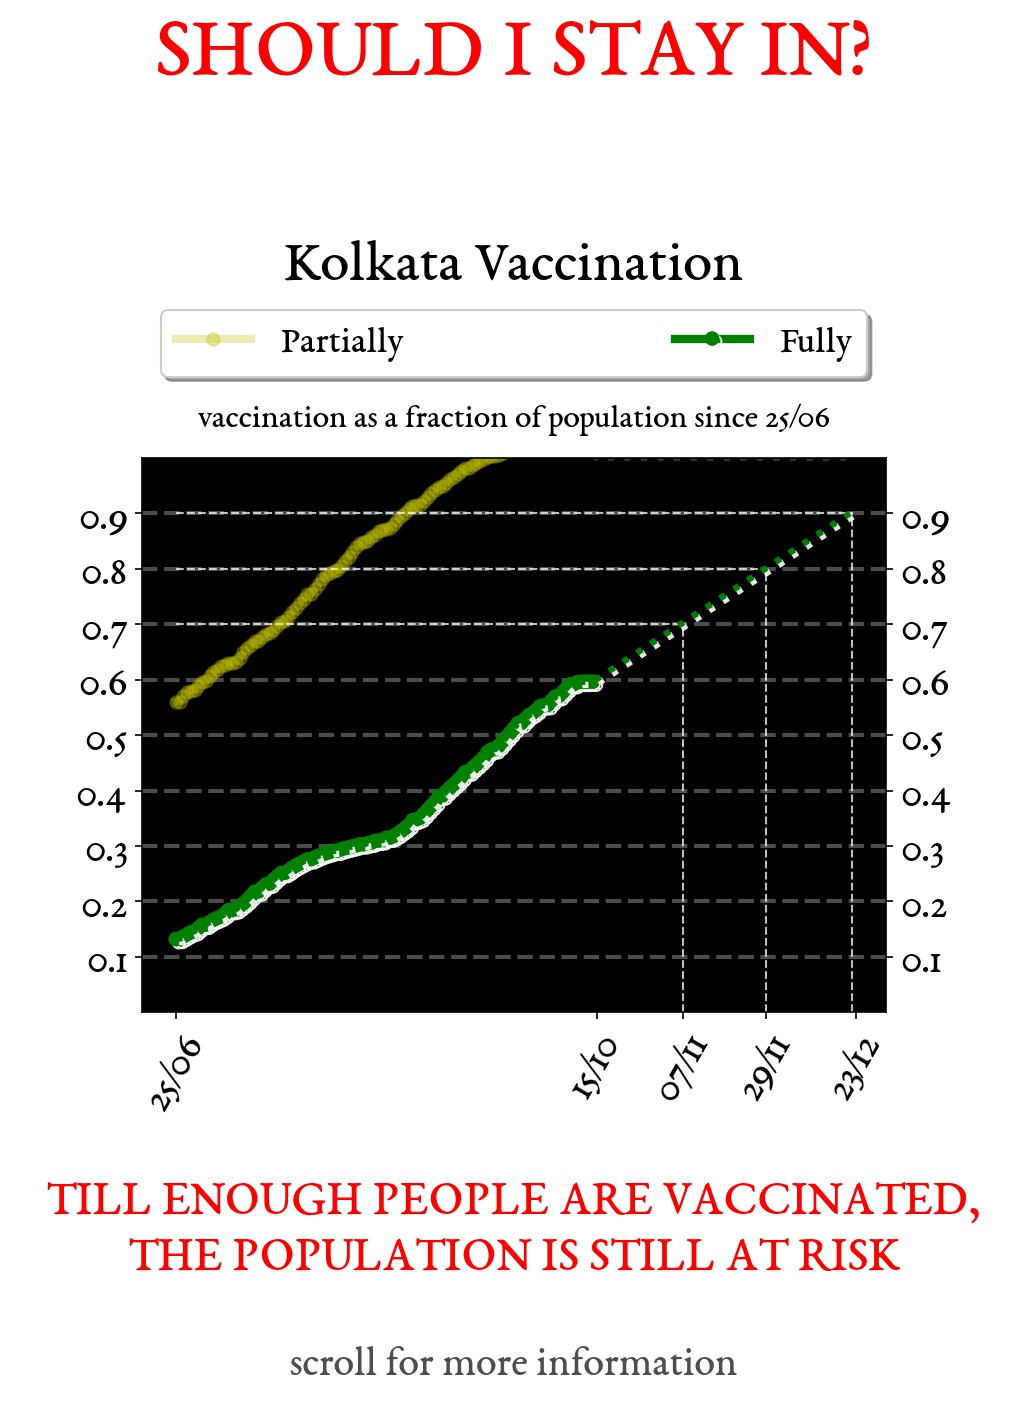 SHOULD I STAY IN?
Kolkata Vaccination
Partially Fully
vaccination as a fraction of population since 25/06
0.9 0.9
0.8 0.8
0.7 0.7
0.6 0.6
0.5 0.5
0.4 0.4
0.3 0.3
0.2 0.2
0.1 0.1
25/06 15/10 07/11 29/11 23/12
TILL ENOUGH PEOPLE ARE VACCINATED,
THE POPULATION IS STILL AT RISK
scroll for more information